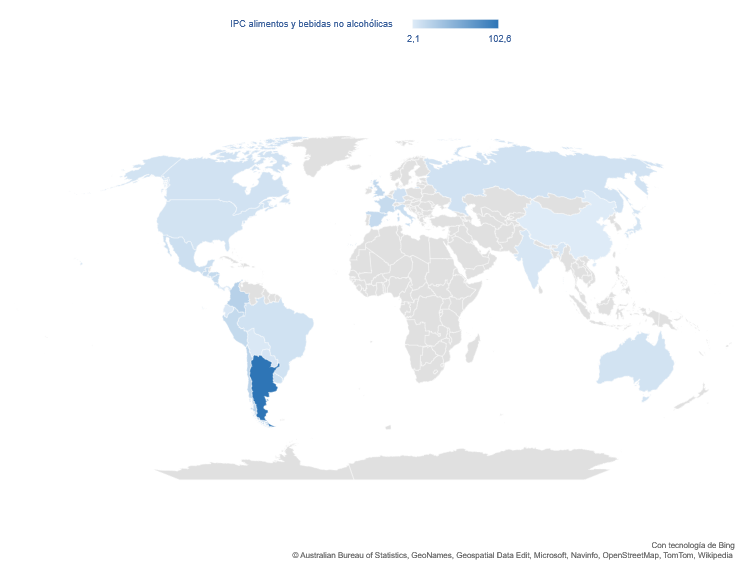 IPC alimentos y bebidas no alcohólicas
2,1 102,6
Con tecnología de Bing
© Australian Bureau of Statistics, GeoNames, Geospatial Data Edit, Microsoft, Navinfo, OpenStreetMap, TomTom, Wikipedia